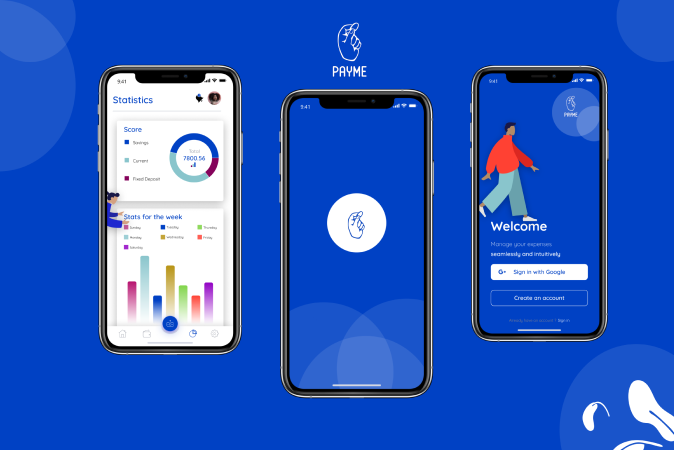 PAYME
9:41
Statistics
Score
Savings
Current
Fixed Deposit
Total
7800.56
Stats for the week
Sunday
Tuesday
Thursday
Monday
Wednesday
Friday
Saturday
9:41
9:41
PAYME
Welcome
Manage your expenses
seamlessly and intuitively
G+ Sign in with Google
Create an account
Already have an account? Sign in